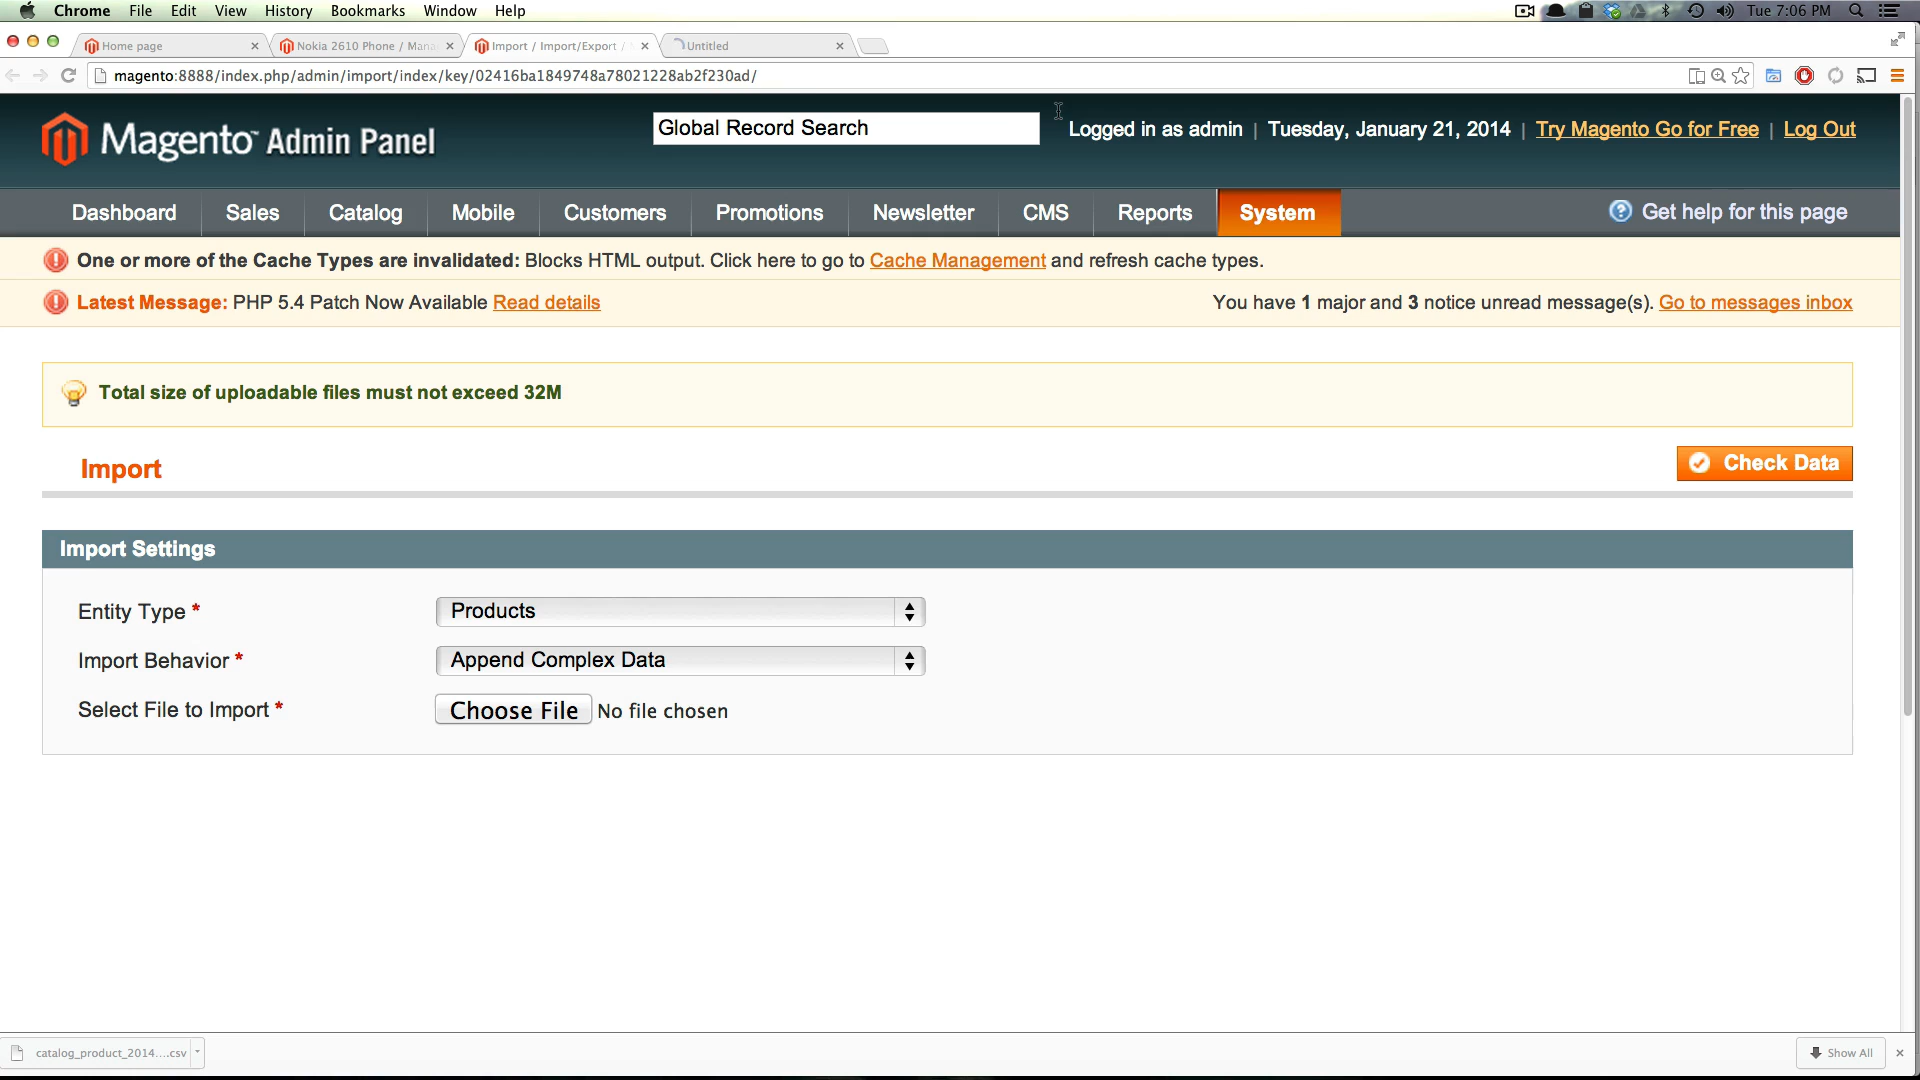 Chrome File Edit View History Bookmarks Window Help Tue 7:06 PM
Home page Nokia 2610 Phone / Mana Import / Import/Export / Untitled
magento:8888/index.php/admin/import/index/key/02416ba1849748a78021228ab2f230ad/
Magento Admin Panel Global Record Search Logged in as admin | Tuesday, January 21, 2014 | Try Magento Go for Free | Log Out
Dashboard Sales Catalog Mobile Customers Promotions Newsletter CMS Reports System Get help for this page
One or more of the Cache Types are invalidated: Blocks HTML output. Click here to go to Cache Management and refresh cache types.
Latest Message: PHP 5.4 Patch Now Available Read details You have 1 major and 3 notice unread message(s). Go to messages inbox
Total size of uploadable files must not exceed 32M
Import Check Data
Import Settings
Entity Type * Products
Import Behavior * Append Complex Data
Select File to Import * Choose File No file chosen
catalog_product_2014....csv Show All